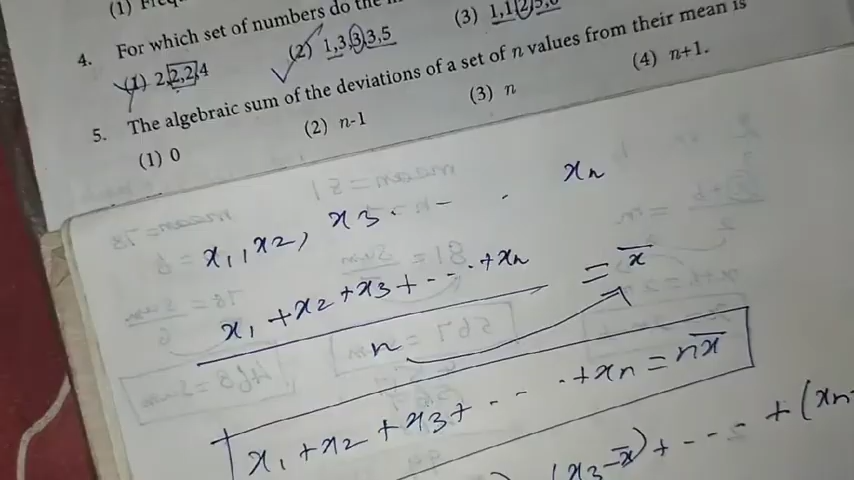 (1)
4. For which set of numbers do the
(1) 2,2,2,4 (2) 1,3,3,3,5 (3) 1,1,2,5,6
5. The algebraic sum of the deviations of a set of n values from their mean is
(1) 0 (2) n-1 (3) n (4) n+1.
x₁, x₂, x₃ . - . xₙ
x₁ + x₂ + x₃ + - - . . + xₙ = x̅
n
x₁ + x₂ + x₃ + - - - . + xₙ = nx̅
(x₃ - x̅) + - - - + (xₙ -